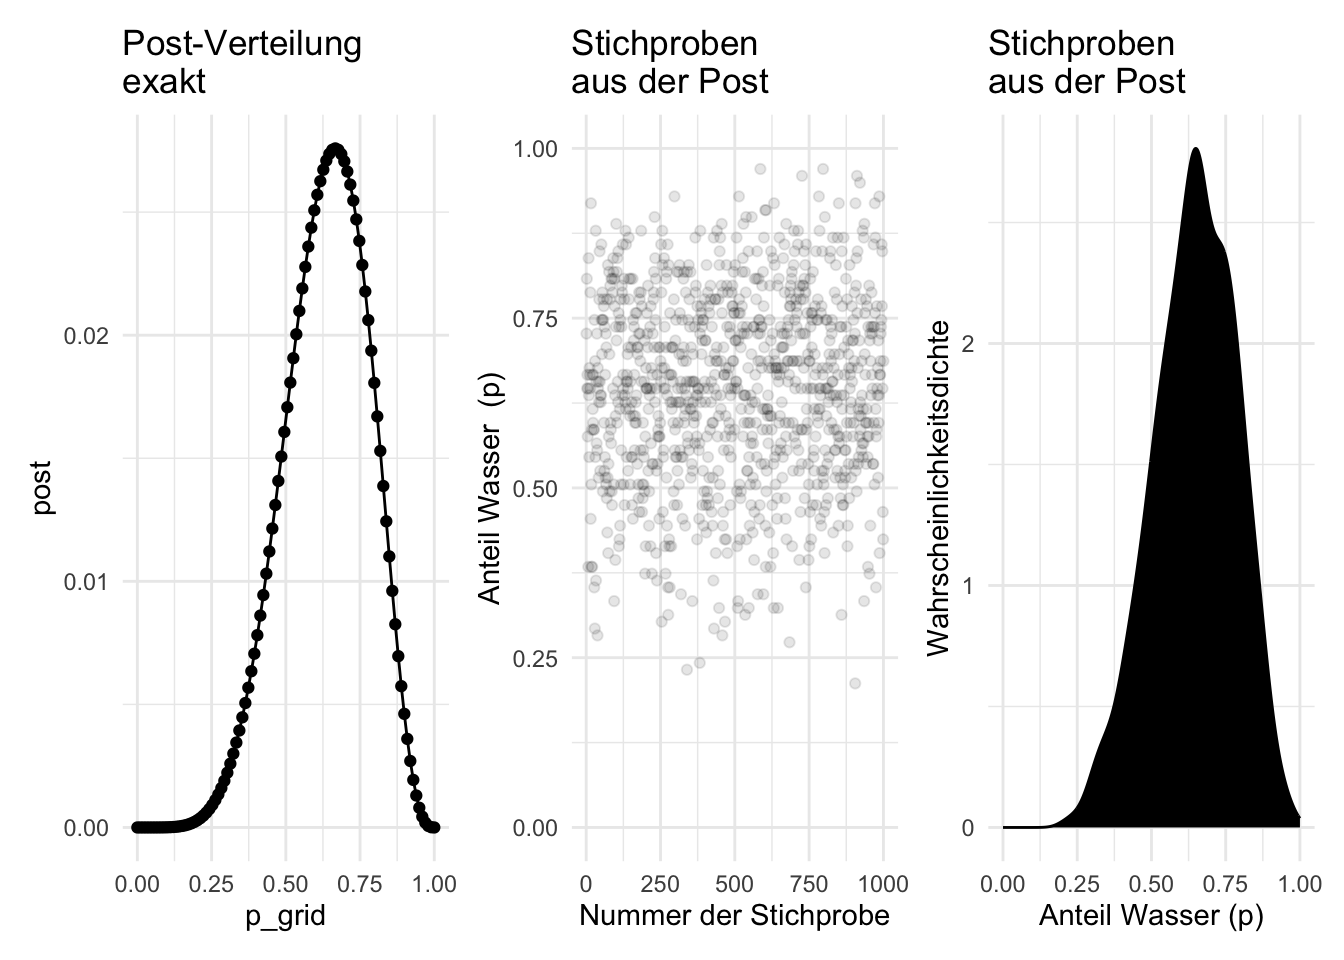 Post-Verteilung
exakt
post
0.02
0.01
0.00
0.00 0.25 0.50 0.75 1.00
p_grid
Stichproben
aus der Post
Anteil Wasser  (p)
1.00
0.75
0.50
0.25
0.00
0 250 500 750 1000
Nummer der Stichprobe
Stichproben
aus der Post
Wahrscheinlichkeitsdichte
2
1
0
0.00 0.25 0.50 0.75 1.00
Anteil Wasser (p)